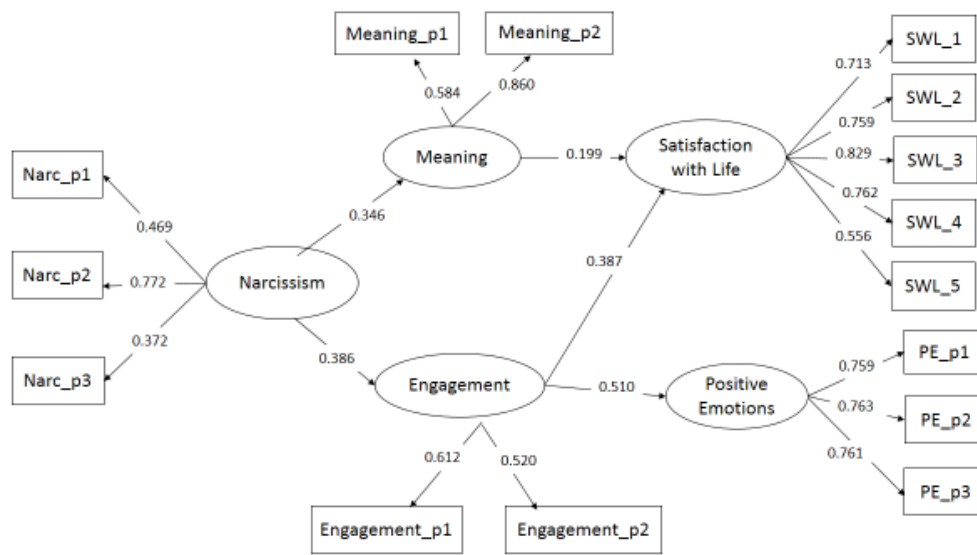 Meaning_p1
Meaning_p2
SWL_1
0.713
SWL_2
0.584
0.860
0.759
Meaning
0.199
Satisfaction
with Life
0.829
SWL_3
Narc_p1
0.762
SWL_4
0.346
0.469
0.556
Narc_p2
0.772
Narcissism
0.387
SWL_5
0.372
0.386
PE_p1
0.759
Narc_p3
Engagement
0.510
Positive
Emotions
0.763
PE_p2
0.761
0.612
0.520
PE_p3
Engagement_p1
Engagement_p2